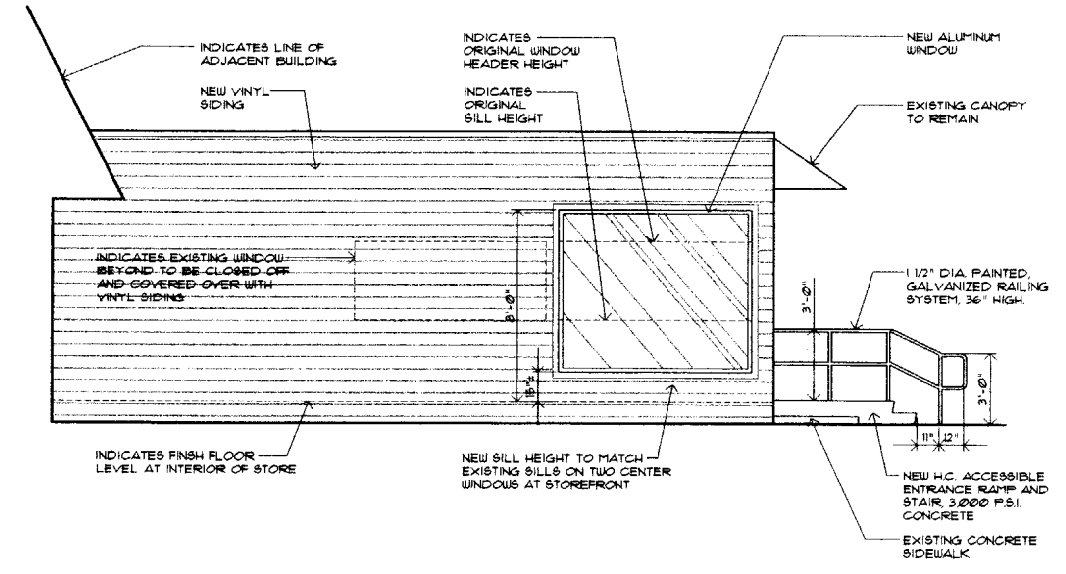 INDICATES LINE OF
ADJACENT BUILDING
NEW VINYL
SIDING
INDICATES
ORIGINAL WINDOW
HEADER HEIGHT
INDICATES
ORIGINAL
SILL HEIGHT
NEW ALUMINUM
WINDOW
EXISTING CANOPY
TO REMAIN
INDICATES EXISTING WINDOW
BEYOND TO BE CLOSED OFF
AND COVERED OVER WITH
VINYL SIDING
8'-0"
3'-0"
1 1/2" DIA. PAINTED,
GALVANIZED RAILING
SYSTEM, 36" HIGH.
3'-0"
11"
12"
INDICATES FINSH FLOOR
LEVEL AT INTERIOR OF STORE
NEW SILL HEIGHT TO MATCH
EXISTING SILLS ON TWO CENTER
WINDOWS AT STOREFRONT
NEW H.C. ACCESSIBLE
ENTRANCE RAMP AND
STAIR, 3,000 P.S.I.
CONCRETE
EXISTING CONCRETE
SIDEWALK